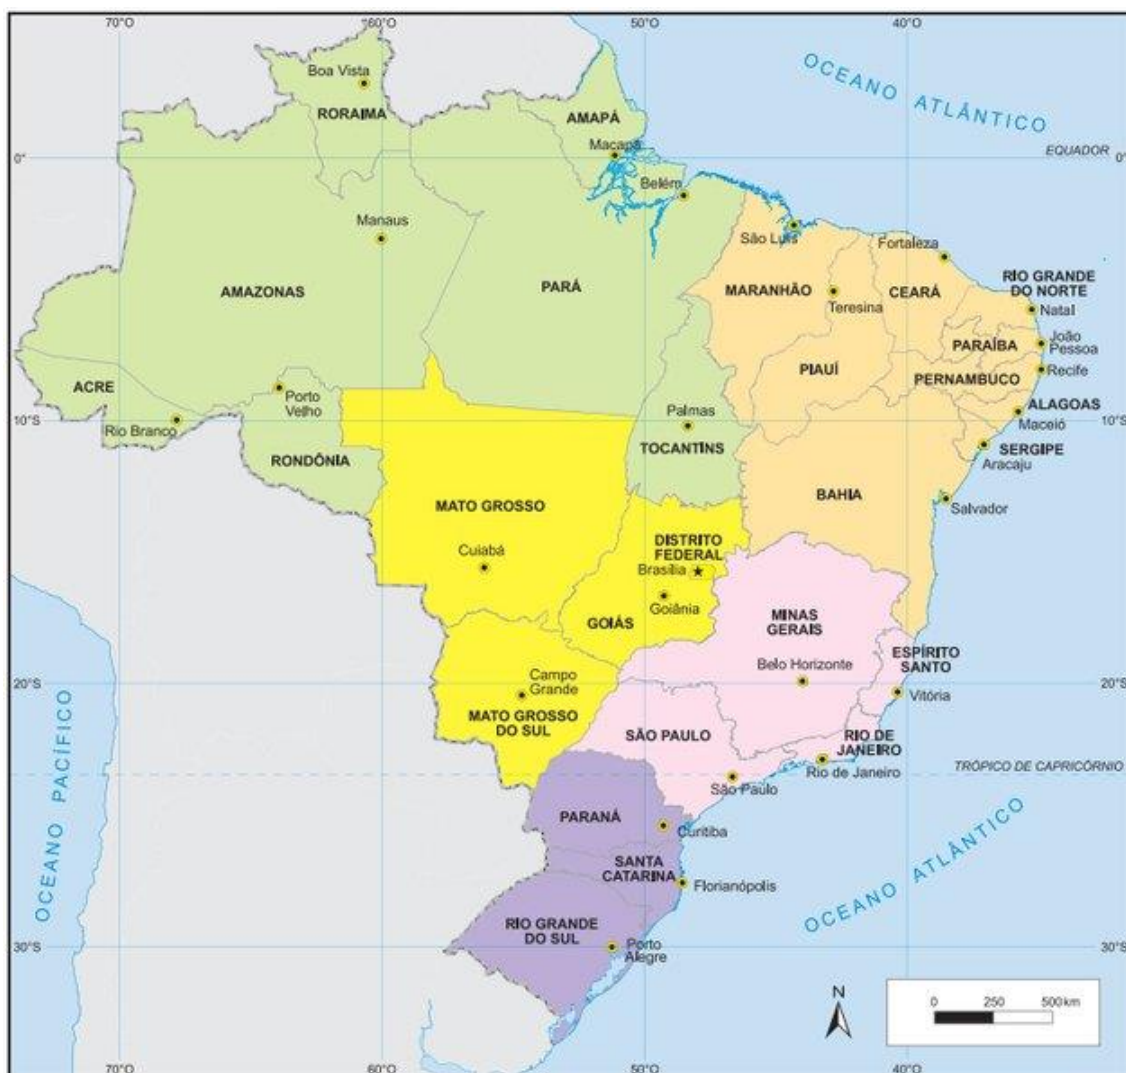 70°O
60°O
50°O
40°O
OCEANO ATLÂNTICO
Boa Vista
RORAIMA
AMAPÁ
Macapá
EQUADOR
0°
0°
Belém
Manaus
São Luís
Fortaleza
AMAZONAS
PARÁ
MARANHÃO
Teresina
CEARÁ
RIO GRANDE
DO NORTE
Natal
PARAÍBA
João
Pessoa
PIAUÍ
PERNAMBUCO
Recife
ACRE
Porto
Velho
Rio Branco
RONDÔNIA
Palmas
TOCANTINS
ALAGOAS
Maceió
SERGIPE
Aracaju
10°S
10°S
MATO GROSSO
BAHIA
Salvador
Cuiabá
DISTRITO
FEDERAL
Brasília
Goiânia
GOIÁS
MINAS
GERAIS
Belo Horizonte
ESPÍRITO
SANTO
Vitória
20°S
20°S
Campo
Grande
MATO GROSSO
DO SUL
SÃO PAULO
São Paulo
RIO DE
JANEIRO
Rio de Janeiro
TRÓPICO DE CAPRICÓRNIO
OCEANO PACÍFICO
PARANÁ
Curitiba
SANTA
CATARINA
Florianópolis
OCEANO ATLÂNTICO
RIO GRANDE
DO SUL
Porto
Alegre
30°S
30°S
N
0 250 500 km
70°O
60°O
50°O
40°O